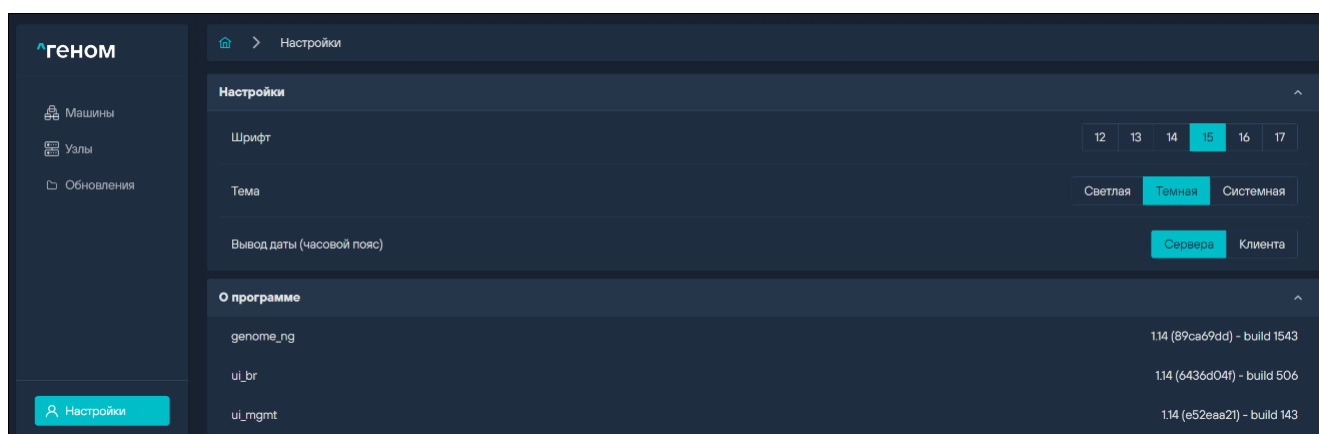 ^геном
Машины
Узлы
Обновления
Настройки
Настройки
Настройки
Шрифт
12 13 14 15 16 17
Тема
Светлая Темная Системная
Вывод даты (часовой пояс)
Сервера Клиента
О программе
genome_ng
1.14 (89ca69dd) - build 1543
ui_br
1.14 (6436d04f) - build 506
ui_mgmt
1.14 (e52eaa21) - build 143